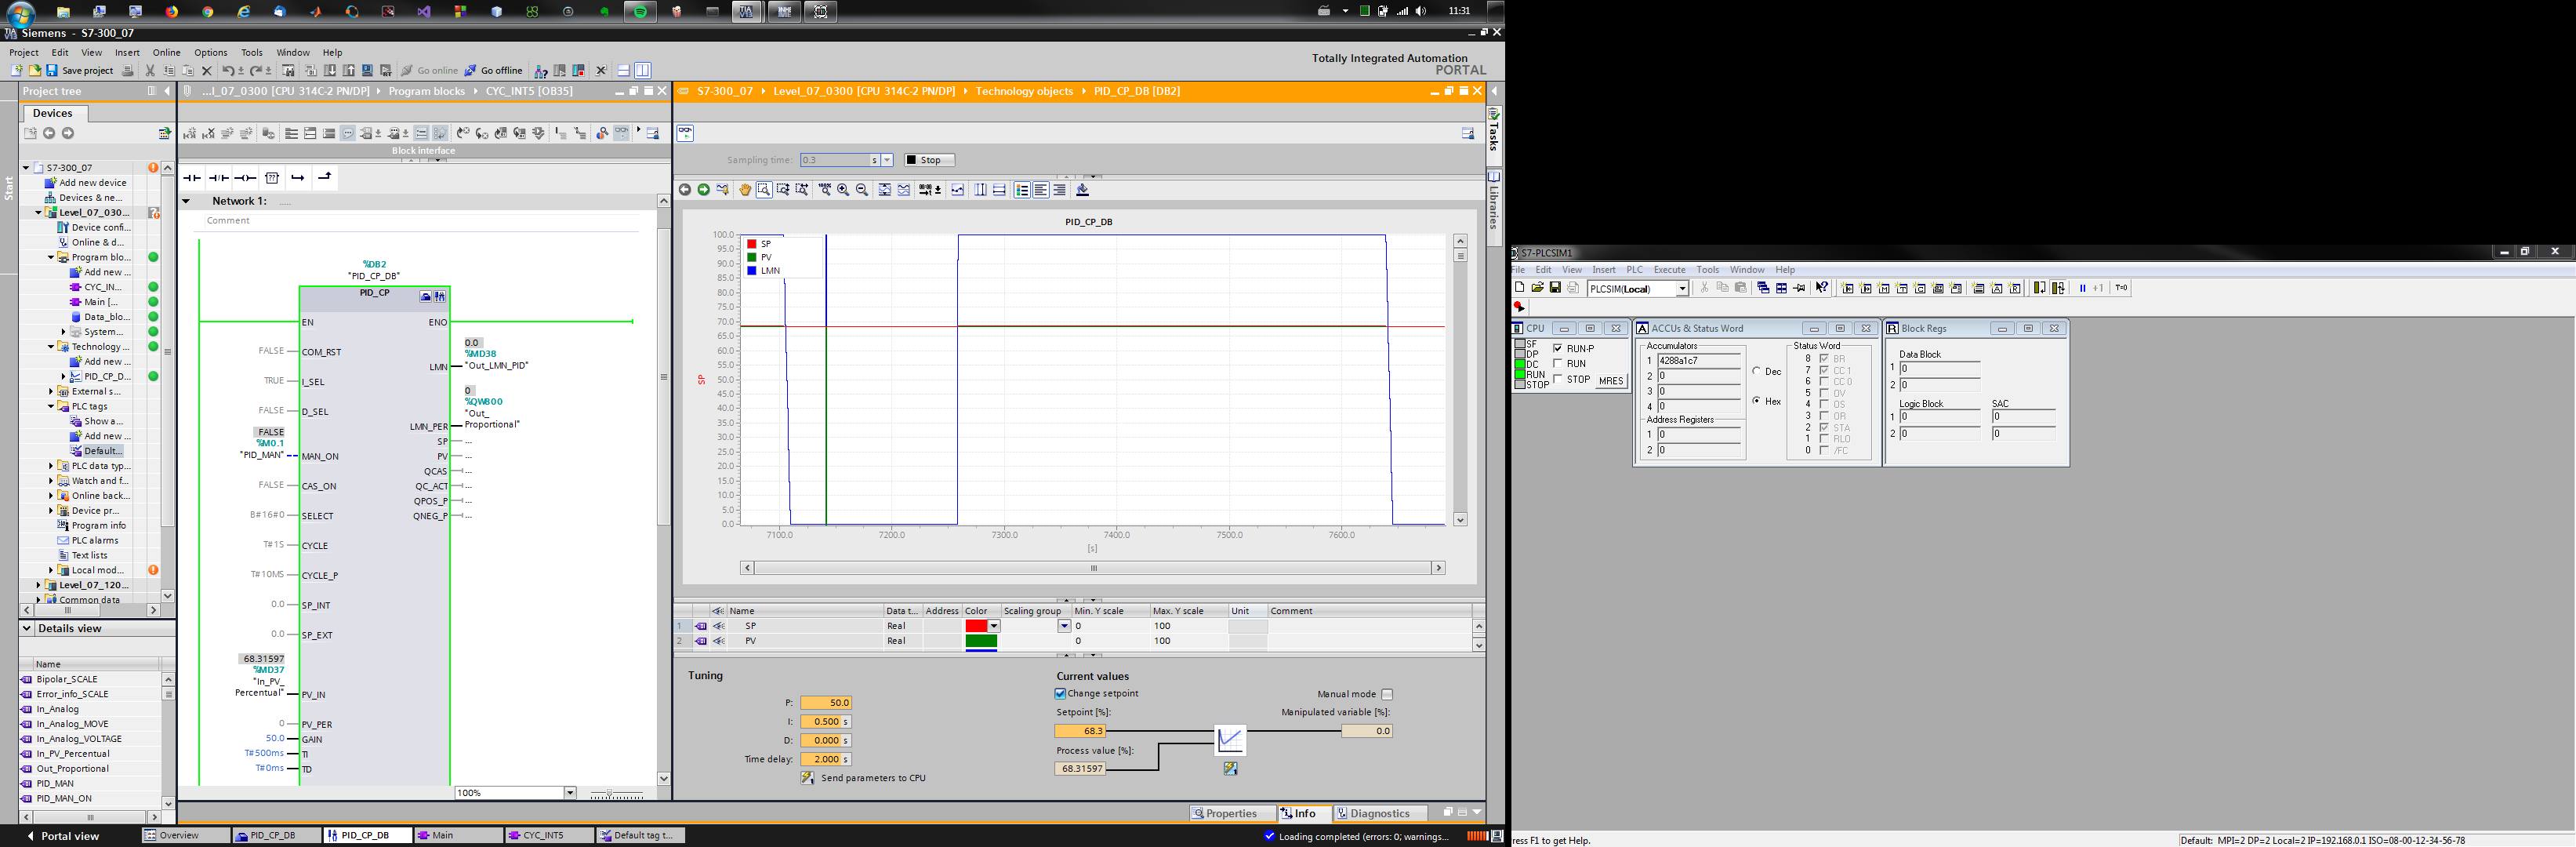 11:31
Siemens - S7-300_07
Project Edit View Insert Online Options Tools Window Help
Totally Integrated Automation
PORTAL
Save project Go online Go offline
Project tree
...l_07_0300 [CPU 314C-2 PN/DP] Program blocks CYC_INT5 [OB35]
S7-300_07 Level_07_0300 [CPU 314C-2 PN/DP] Technology objects PID_CP_DB [DB2]
Devices
Start
Tasks
Libraries
Block interface
Sampling time: 0.3 s Stop
S7-300_07
Add new device
Devices & ne...
Level_07_030...
Device confi...
Online & d...
Program blo...
Add new ...
CYC_IN...
Main [...
Data_blo...
System...
Technology ...
Add new ...
PID_CP_D...
External s...
PLC tags
Show a...
Add new ...
Default...
PLC data typ...
Watch and f...
Online back...
Device pr...
Program info
PLC alarms
Text lists
Local mod...
Level_07_120...
Common data
Details view
Name
Bipolar_SCALE
Error_info_SCALE
In_Analog
In_Analog_MOVE
In_Analog_VOLTAGE
In_PV_Percentual
Out_Proportional
PID_MAN
PID_MAN_ON
Network 1: .....
Comment
%DB2
"PID_CP_DB"
PID_CP
EN ENO
FALSE COM_RST
0.0
%MD38
LMN "Out_LMN_PID"
TRUE I_SEL
0
%QW800
"Out_
Proportional"
FALSE D_SEL
LMN_PER
SP ...
FALSE
%M0.1
"PID_MAN" MAN_ON
PV ...
QCAS ...
FALSE CAS_ON
QC_ACT ...
QPOS_P ...
B#16#0 SELECT
QNEG_P ...
T#1S CYCLE
T#10MS CYCLE_P
0.0 SP_INT
0.0 SP_EXT
68.31597
%MD37
"In_PV_
Percentual" PV_IN
0 PV_PER
50.0 GAIN
T#500ms TI
T#0ms TD
100%
PID_CP_DB
SP
PV
LMN
100.0
95.0
90.0
85.0
80.0
75.0
70.0
65.0
60.0
55.0
50.0
45.0
40.0
35.0
30.0
25.0
20.0
15.0
10.0
5.0
0.0
SP
7100.0 7200.0 7300.0 7400.0 7500.0 7600.0
[s]
Name Data t... Address Color Scaling group Min. Y scale Max. Y scale Unit Comment
1 SP Real 0 100
2 PV Real 0 100
Tuning
P: 50.0
I: 0.500 s
D: 0.000 s
Time delay: 2.000 s
Send parameters to CPU
Current values
Change setpoint Manual mode
Setpoint [%]: Manipulated variable [%]:
68.3 0.0
Process value [%]:
68.31597
Properties Info Diagnostics
Portal view Overview PID_CP_DB PID_CP_DB Main CYC_INT5 Default tag t...
Loading completed (errors: 0; warnings...
S7-PLCSIM1
File Edit View Insert PLC Execute Tools Window Help
PLCSIM(Local) +1 T=0
CPU
SF
DP
DC
RUN
STOP
RUN-P
RUN
STOP MRES
ACCUs & Status Word
Accumulators
1 4288a1c7
2 0
3 0
4 0
Address Registers
1 0
2 0
Dec
Hex
Status Word
8 BR
7 CC 1
6 CC 0
5 OV
4 OS
3 OR
2 STA
1 RLO
0 /FC
Block Regs
Data Block
1 0
2 0
Logic Block SAC
1 0 0
2 0 0
ress F1 to get Help.
Default: MPI=2 DP=2 Local=2 IP=192.168.0.1 ISO=08-00-12-34-56-78